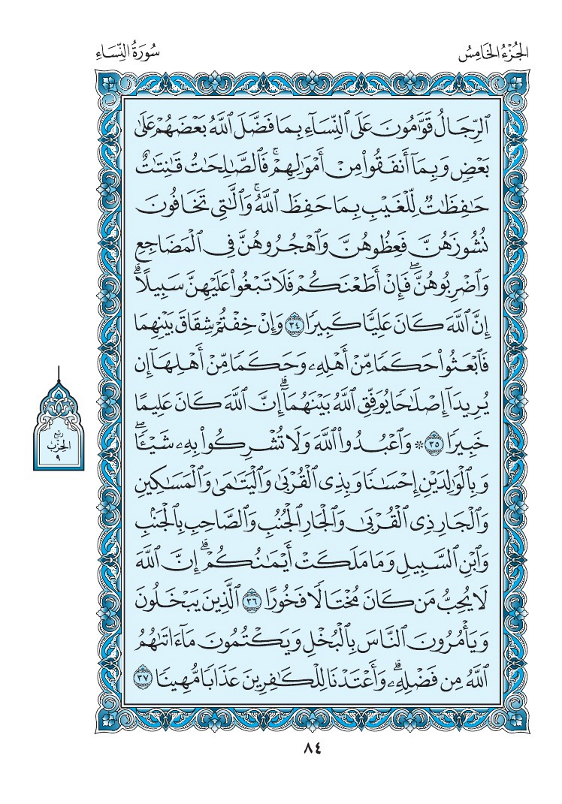 الجُزْءُ الخَامِسُ
سُورَةُ النِّسَاءِ
ٱلرِّجَالُ قَوَّٰمُونَ عَلَى ٱلنِّسَآءِ بِمَا فَضَّلَ ٱللَّهُ بَعْضَهُمْ عَلَىٰ
بَعْضٖ وَبِمَآ أَنفَقُواْ مِنْ أَمْوَٰلِهِمْۚ فَٱلصَّٰلِحَٰتُ قَٰنِتَٰتٌ
حَٰفِظَٰتٞ لِّلْغَيْبِ بِمَا حَفِظَ ٱللَّهُۚ وَٱلَّٰتِي تَخَافُونَ
نُشُوزَهُنَّ فَعِظُوهُنَّ وَٱهْجُرُوهُنَّ فِي ٱلْمَضَاجِعِ
وَٱضْرِبُوهُنَّۖ فَإِنْ أَطَعْنَكُمْ فَلَا تَبْغُواْ عَلَيْهِنَّ سَبِيلًاۗ
إِنَّ ٱللَّهَ كَانَ عَلِيّٗا كَبِيرٗا ٣٤ وَإِنْ خِفْتُمْ شِقَاقَ بَيْنِهِمَا
فَٱبْعَثُواْ حَكَمٗا مِّنْ أَهْلِهِۦ وَحَكَمٗا مِّنْ أَهْلِهَآ إِن
يُرِيدَآ إِصْلَٰحٗا يُوَفِّقِ ٱللَّهُ بَيْنَهُمَآۗ إِنَّ ٱللَّهَ كَانَ عَلِيمًا
خَبِيرٗا ٣٥ ۞ وَٱعْبُدُواْ ٱللَّهَ وَلَا تُشْرِكُواْ بِهِۦ شَيْـٔٗاۖ
وَبِٱلْوَٰلِدَيْنِ إِحْسَٰنٗا وَبِذِي ٱلْقُرْبَىٰ وَٱلْيَتَٰمَىٰ وَٱلْمَسَٰكِينِ
وَٱلْجَارِ ذِي ٱلْقُرْبَىٰ وَٱلْجَارِ ٱلْجُنُبِ وَٱلصَّاحِبِ بِٱلْجَنۢبِ
وَٱبْنِ ٱلسَّبِيلِ وَمَا مَلَكَتْ أَيْمَٰنُكُمْۗ إِنَّ ٱللَّهَ
لَا يُحِبُّ مَن كَانَ مُخْتَالٗا فَخُورًا ٣٦ ٱلَّذِينَ يَبْخَلُونَ
وَيَأْمُرُونَ ٱلنَّاسَ بِٱلْبُخْلِ وَيَكْتُمُونَ مَآ ءَاتَىٰهُمُ
ٱللَّهُ مِن فَضْلِهِۦۗ وَأَعْتَدْنَا لِلْكَٰفِرِينَ عَذَابٗا مُّهِينٗا ٣٧
رُبْعُ
الحِزْبِ
٩
٨٤